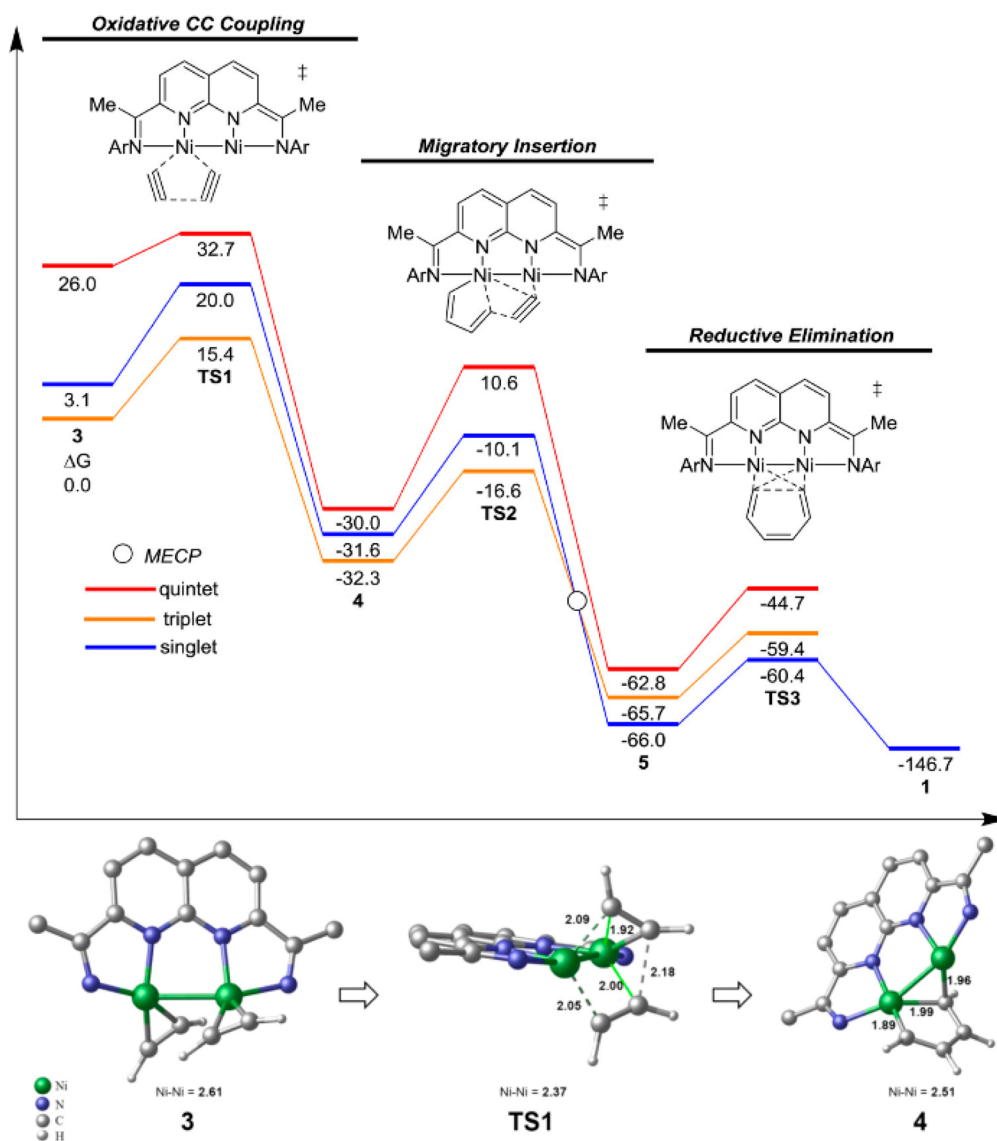 Oxidative CC Coupling
‡
Me
Me
N
N
ArN
Ni
Ni
NAr
Migratory Insertion
‡
Me
Me
N
N
ArN
Ni
Ni
NAr
Reductive Elimination
‡
Me
Me
N
N
ArN
Ni
Ni
NAr
26.0
32.7
20.0
15.4
TS1
3.1
3
ΔG
0.0
10.6
-10.1
-16.6
TS2
-30.0
-31.6
-32.3
4
MECP
quintet
triplet
singlet
-44.7
-59.4
-60.4
TS3
-62.8
-65.7
-66.0
5
-146.7
1
2.09
1.92
2.18
2.00
2.05
1.96
1.99
1.89
Ni
N
C
H
Ni-Ni = 2.61
3
Ni-Ni = 2.37
TS1
Ni-Ni = 2.51
4